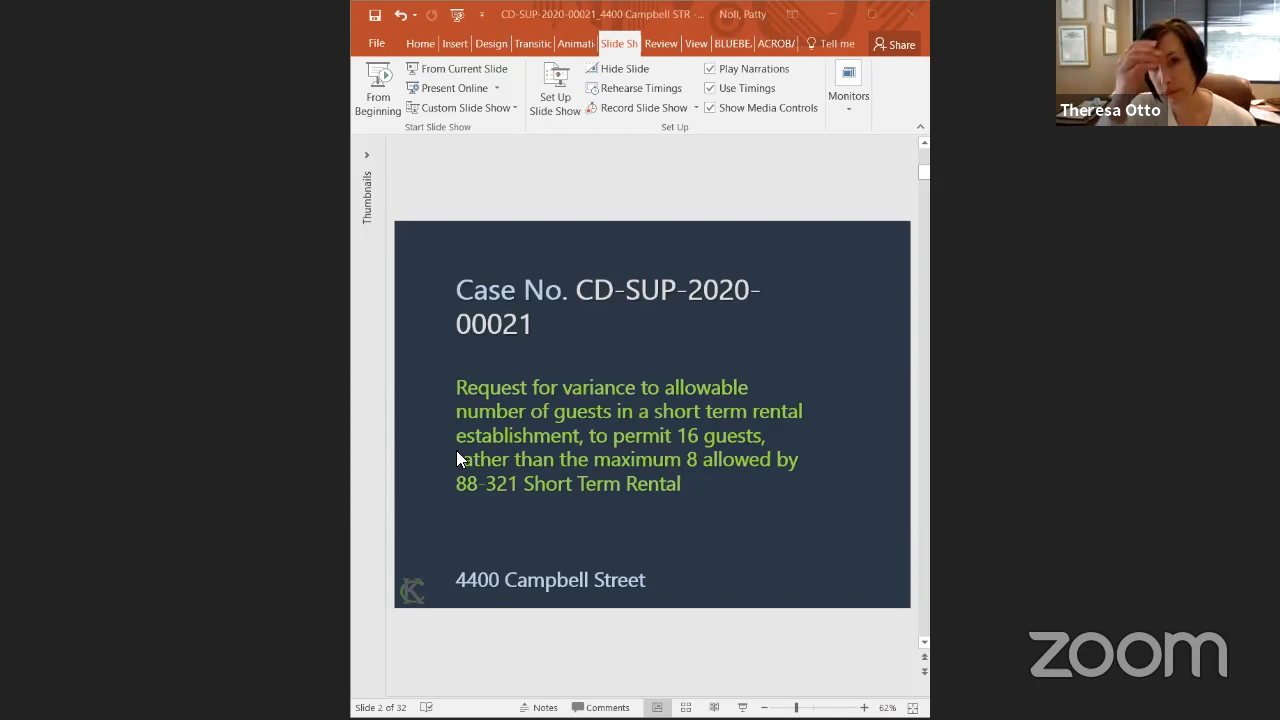 CD-SUP-2020-00021_4400 Campbell STR -...
Noll, Patty
File
Home
Insert
Design
Transitic
Animati
Slide Sh
Review
View
BLUEBE
ACROBA
Tell me
Share
From Beginning
From Current Slide
Present Online
Custom Slide Show
Start Slide Show
Set Up Slide Show
Hide Slide
Rehearse Timings
Record Slide Show
Play Narrations
Use Timings
Show Media Controls
Set Up
Monitors
Theresa Otto
Thumbnails
Case No. CD-SUP-2020-
00021
Request for variance to allowable
number of guests in a short term rental
establishment, to permit 16 guests,
rather than the maximum 8 allowed by
88-321 Short Term Rental
4400 Campbell Street
KC
Slide 2 of 32
Notes
Comments
62%
zoom